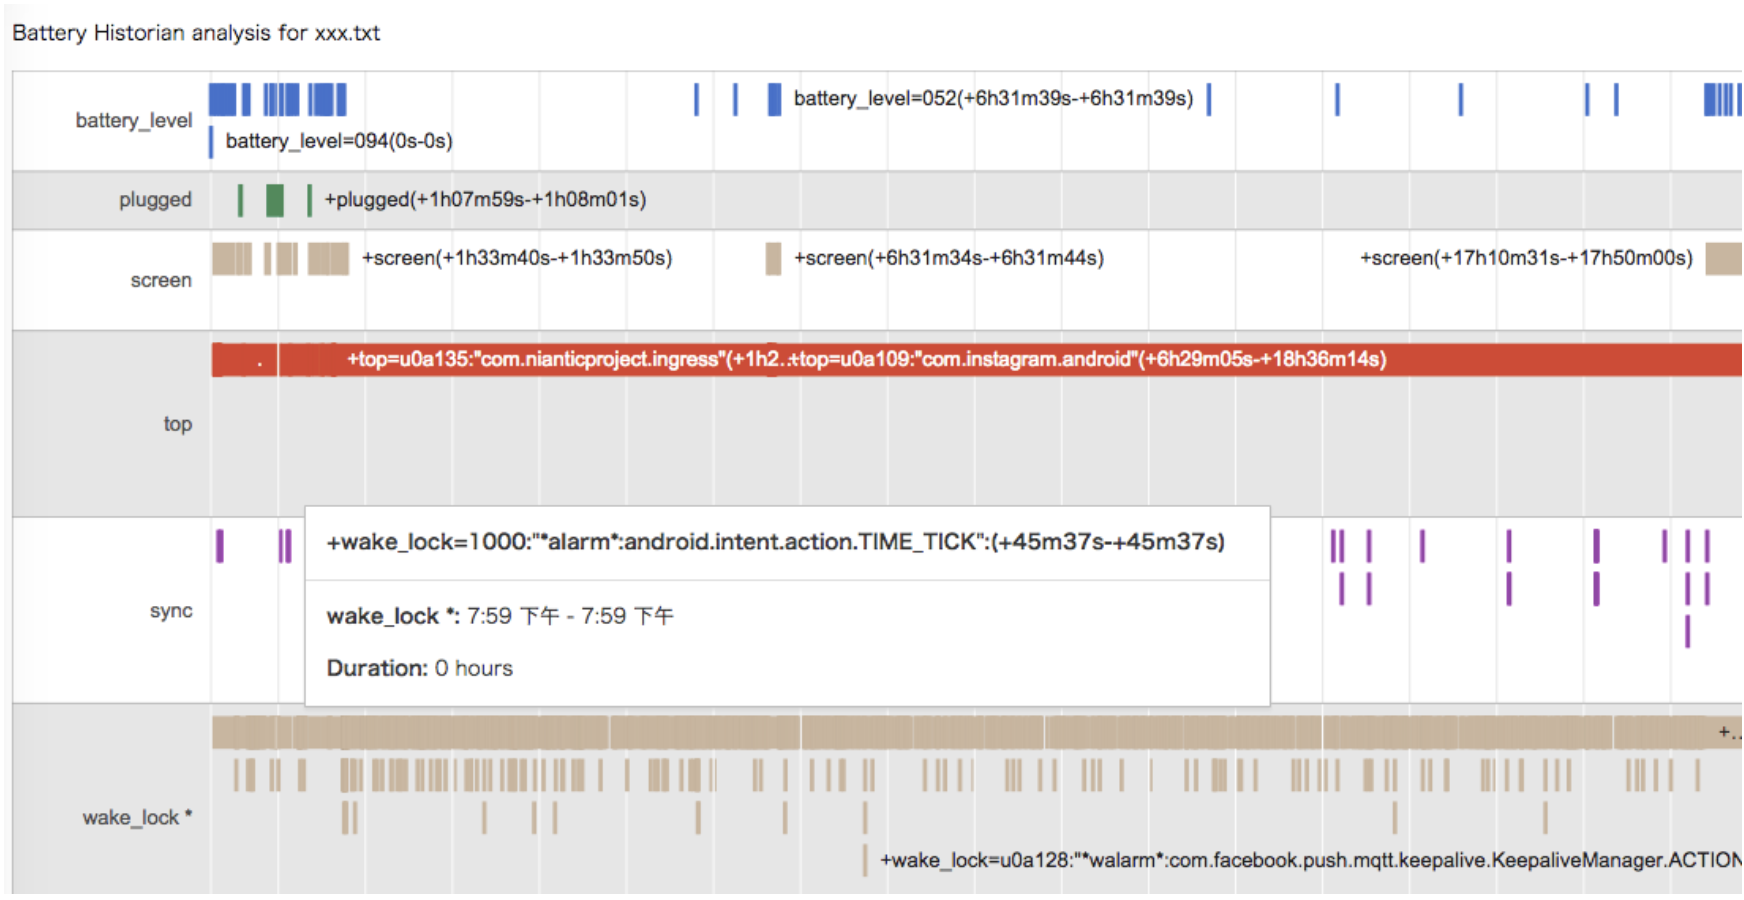 Battery Historian analysis for xxx.txt
battery_level
battery_level=052(+6h31m39s-+6h31m39s)
battery_level=094(0s-0s)
plugged
+plugged(+1h07m59s-+1h08m01s)
screen
+screen(+1h33m40s-+1h33m50s)
+screen(+6h31m34s-+6h31m44s)
+screen(+17h10m31s-+17h50m00s)
top
.
+top=u0a135:"com.nianticproject.ingress"(+1h2..
+top=u0a109:"com.instagram.android"(+6h29m05s-+18h36m14s)
sync
+wake_lock=1000:"*alarm*:android.intent.action.TIME_TICK":(+45m37s-+45m37s)
wake_lock *: 7:59 下午 - 7:59 下午
Duration: 0 hours
wake_lock *
+..
+wake_lock=u0a128:"*walarm*:com.facebook.push.mqtt.keepalive.KeepaliveManager.ACTION